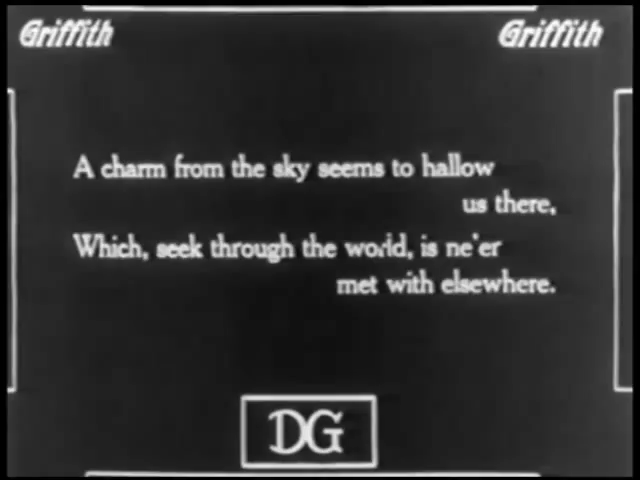 Griffith Griffith
A charm from the sky seems to hallow
us there,
Which, seek through the world, is ne'er
met with elsewhere.
DG